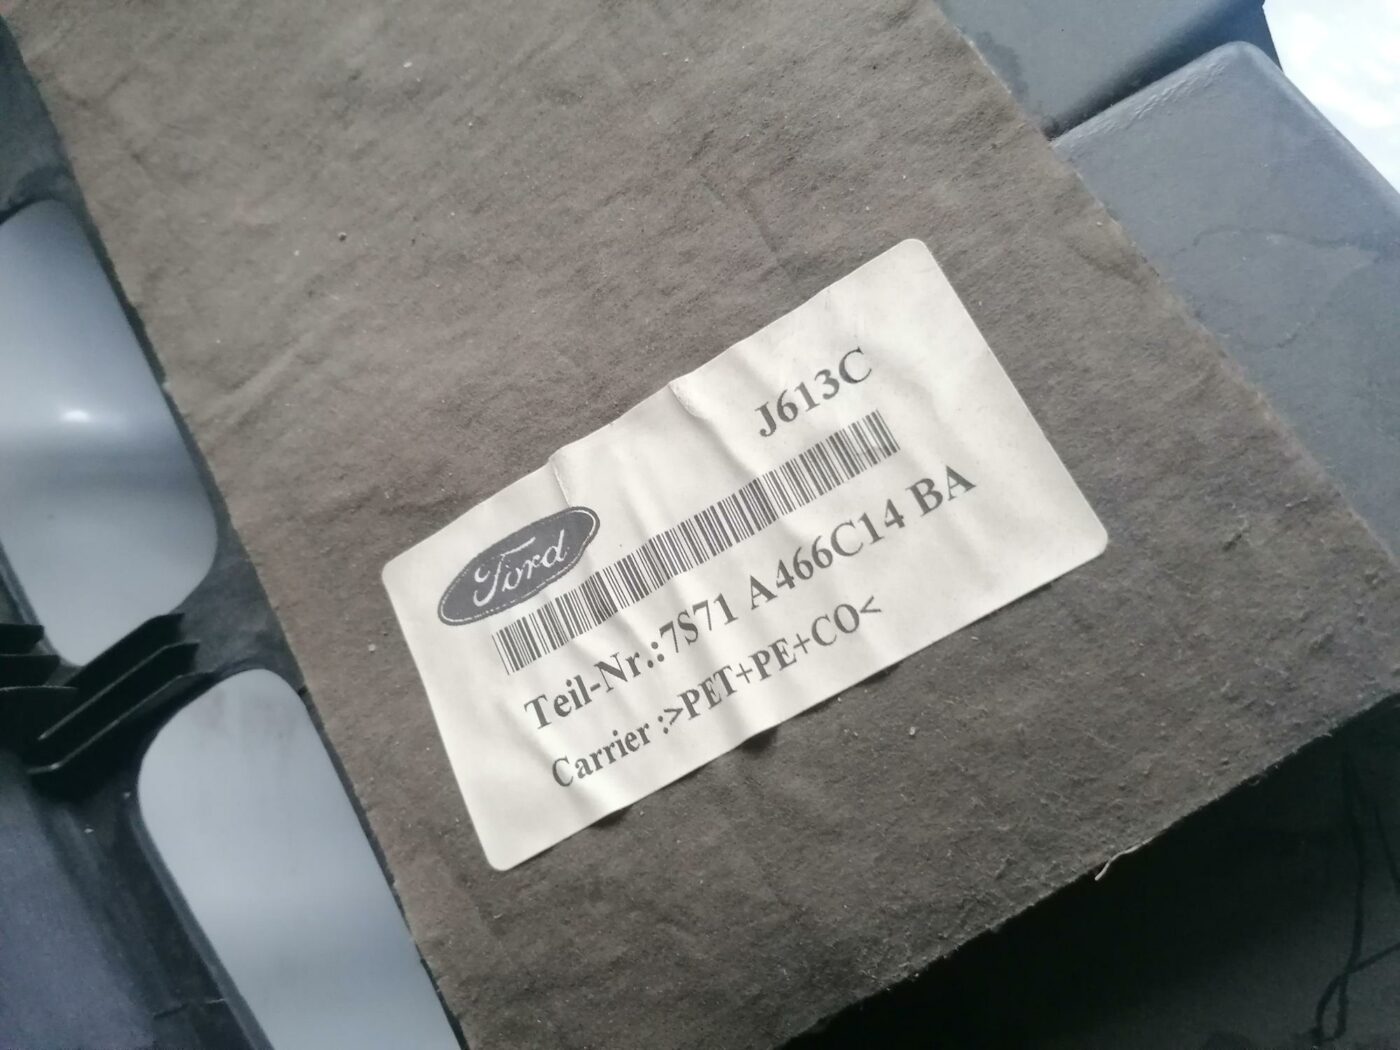 J613C
Ford
Teil-Nr.:7S71 A466C14 BA
Carrier :>PET+PE+CO<